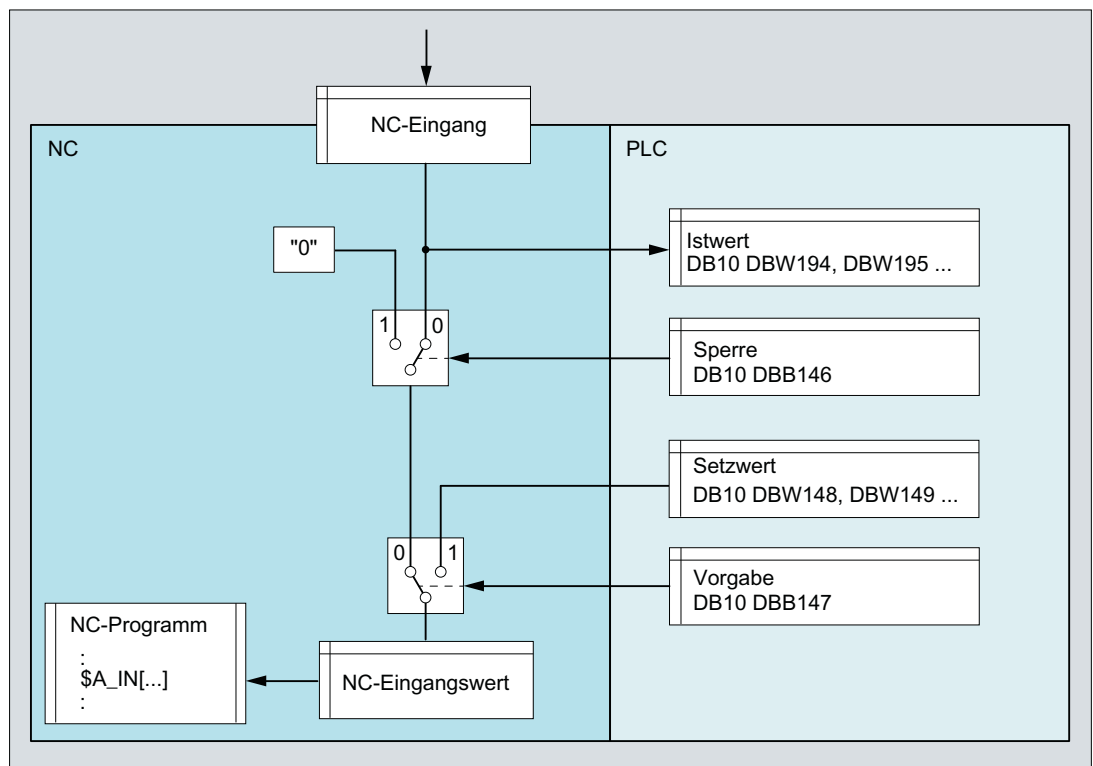 NC-Eingang
NC
PLC
"0"
Istwert
DB10 DBW194, DBW195 ...
1 0
Sperre
DB10 DBB146
Setzwert
DB10 DBW148, DBW149 ...
0 1
Vorgabe
DB10 DBB147
NC-Programm
:
$A_IN[...]
:
NC-Eingangswert